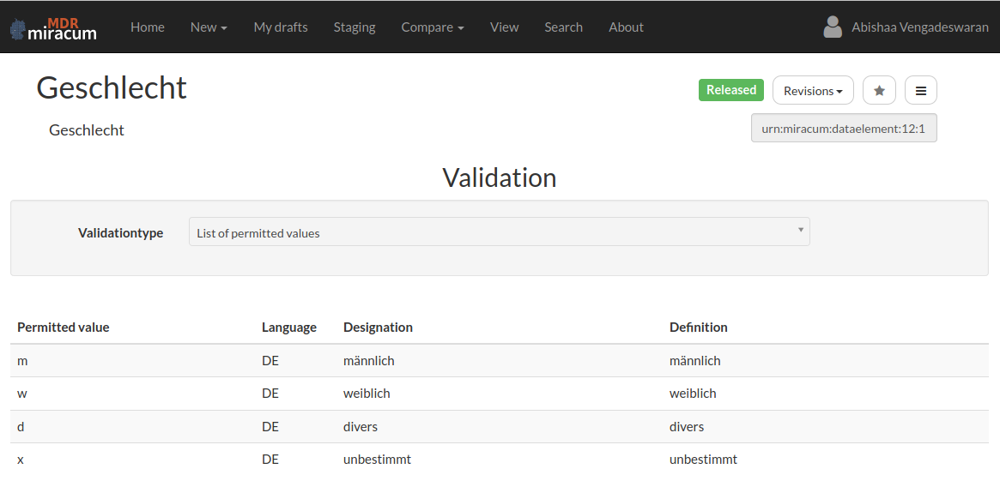 MDR
miracum
Home New My drafts Staging Compare View Search About Abishaa Vengadeswaran
Geschlecht
Released Revisions
Geschlecht
urn:miracum:dataelement:12:1
Validation
Validationtype List of permitted values
Permitted value Language Designation Definition
m DE männlich männlich
w DE weiblich weiblich
d DE divers divers
x DE unbestimmt unbestimmt